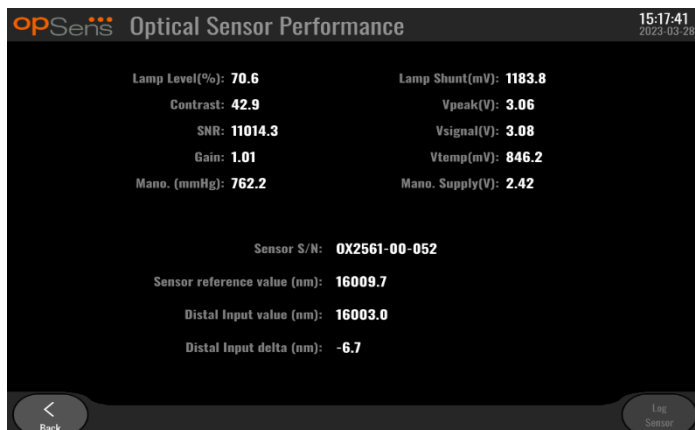 opSens Optical Sensor Performance 15:17:41
2023-03-28
Lamp Level(%): 70.6 Lamp Shunt(mV): 1183.8
Contrast: 42.9 Vpeak(V): 3.06
SNR: 11014.3 Vsignal(V): 3.08
Gain: 1.01 Vtemp(mV): 846.2
Mano. (mmHg): 762.2 Mano. Supply(V): 2.42
Sensor S/N: OX2561-00-052
Sensor reference value (nm): 16009.7
Distal Input value (nm): 16003.0
Distal Input delta (nm): -6.7
Back
Log
Sensor